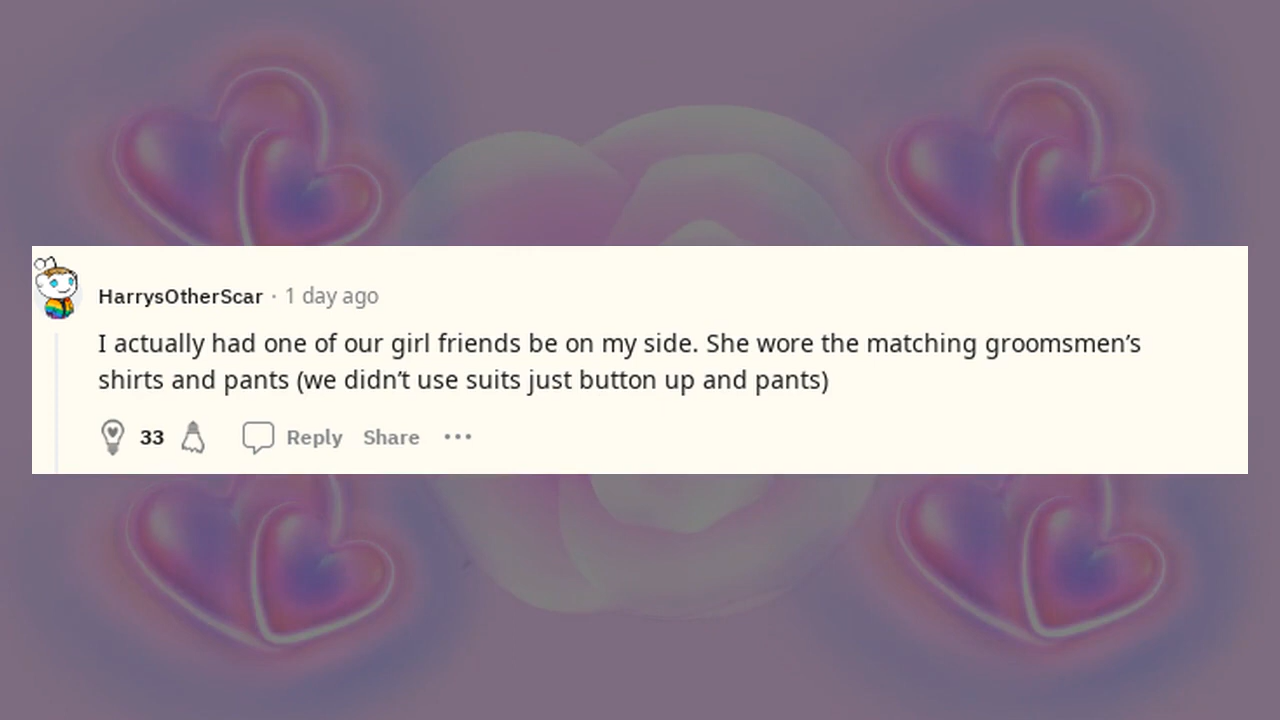 HarrysOtherScar · 1 day ago
I actually had one of our girl friends be on my side. She wore the matching groomsmen’s
shirts and pants (we didn’t use suits just button up and pants)
33 Reply Share •••